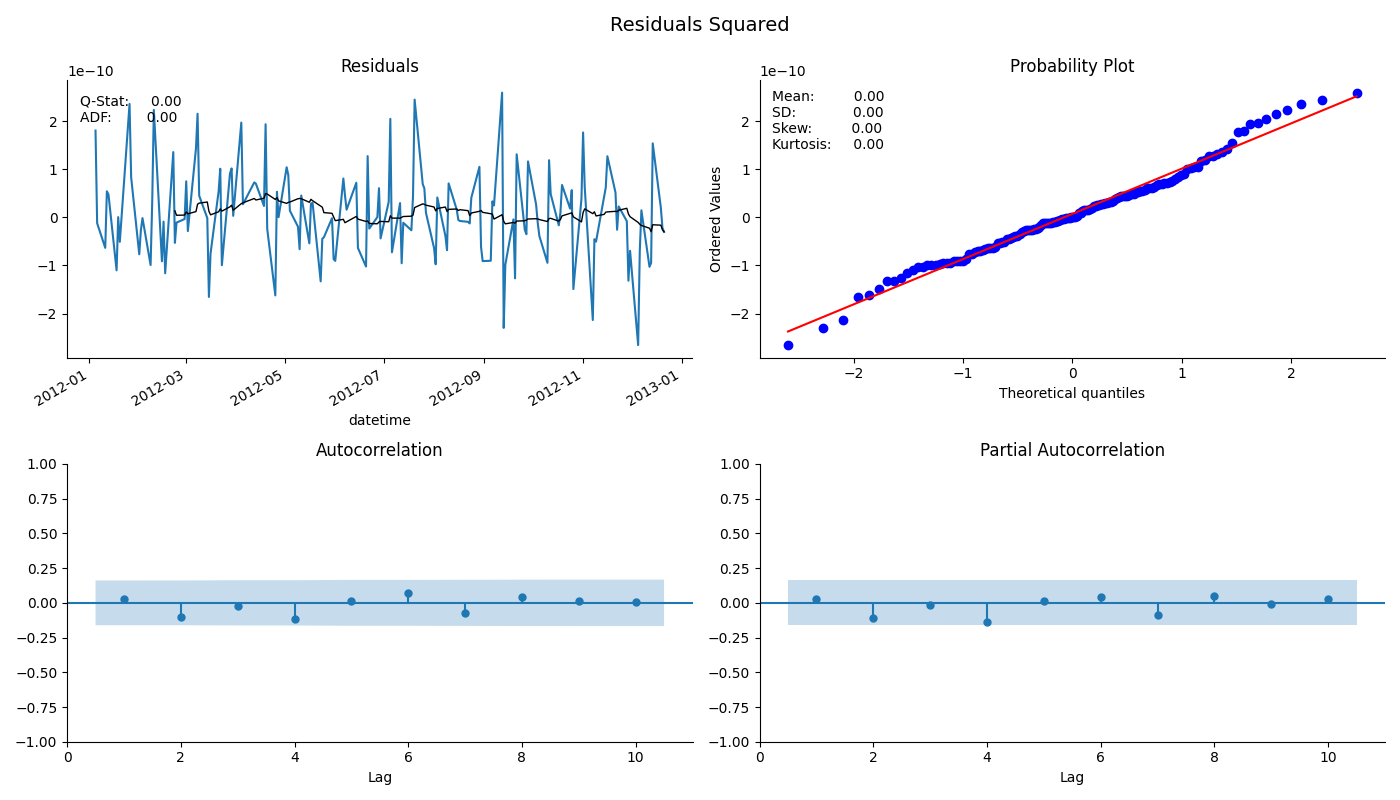 Residuals Squared
Residuals
1e−10
Q-Stat: 0.00
ADF: 0.00
2
1
0
−1
−2
2012-01
2012-03
2012-05
2012-07
2012-09
2012-11
2013-01
datetime
Probability Plot
1e−10
Mean: 0.00
SD: 0.00
Skew: 0.00
Kurtosis: 0.00
Ordered Values
2
1
0
−1
−2
−2
−1
0
1
2
Theoretical quantiles
Autocorrelation
1.00
0.75
0.50
0.25
0.00
−0.25
−0.50
−0.75
−1.00
0
2
4
6
8
10
Lag
Partial Autocorrelation
1.00
0.75
0.50
0.25
0.00
−0.25
−0.50
−0.75
−1.00
0
2
4
6
8
10
Lag